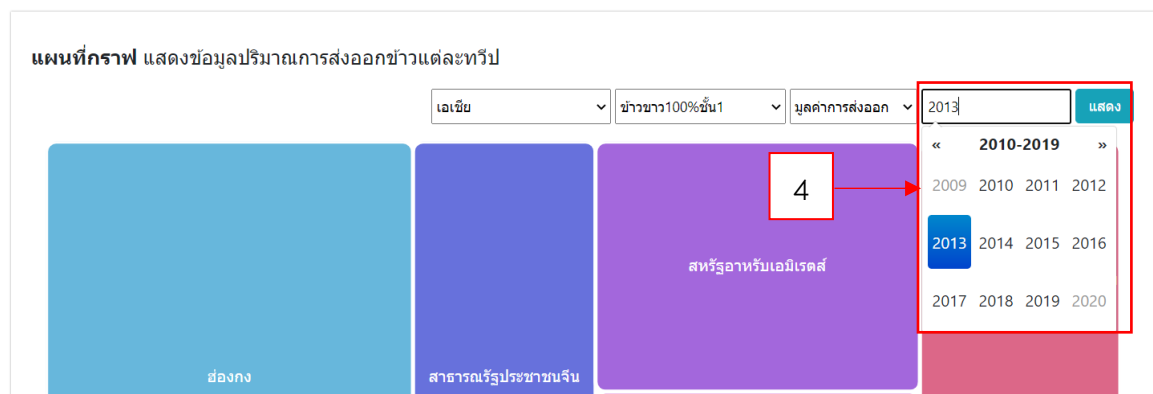 แผนที่กราฟ แสดงข้อมูลปริมาณการส่งออกข้าวแต่ละทวีป
เอเชีย ข้าวขาว100%ชั้น1 มูลค่าการส่งออก 2013 แสดง
« 2010-2019 »
2009 2010 2011 2012
4
2013 2014 2015 2016
สหรัฐอาหรับเอมิเรตส์
2017 2018 2019 2020
ฮ่องกง สาธารณรัฐประชาชนจีน